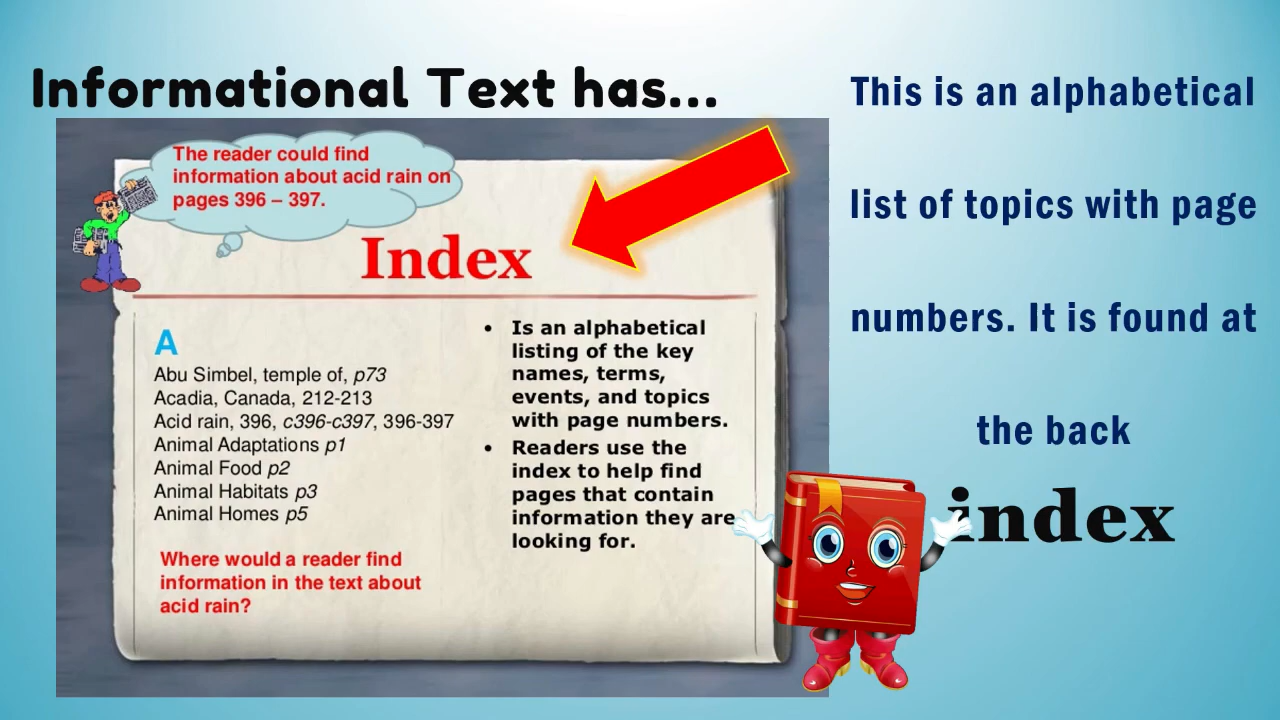 Informational Text has...
The reader could find
information about acid rain on
pages 396 – 397.
Index
A
Abu Simbel, temple of, p73
Acadia, Canada, 212-213
Acid rain, 396, c396-c397, 396-397
Animal Adaptations p1
Animal Food p2
Animal Habitats p3
Animal Homes p5
Where would a reader find
information in the text about
acid rain?
• Is an alphabetical
listing of the key
names, terms,
events, and topics
with page numbers.
• Readers use the
index to help find
pages that contain
information they are
looking for.
This is an alphabetical
list of topics with page
numbers. It is found at
the back
index